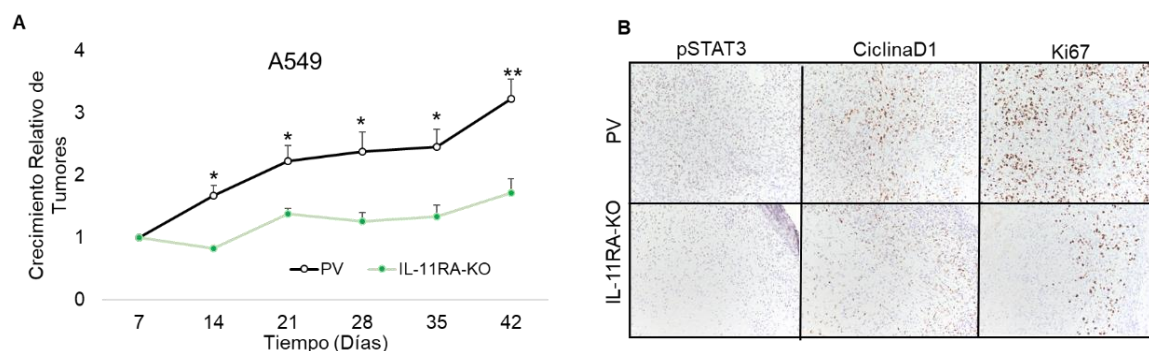 A
A549
Crecimiento Relativo de
Tumores
4
3
2
1
0
*
*
*
*
**
PV
IL-11RA-KO
7 14 21 28 35 42
Tiempo (Días)
B
pSTAT3 CiclinaD1 Ki67
PV
IL-11RA-KO